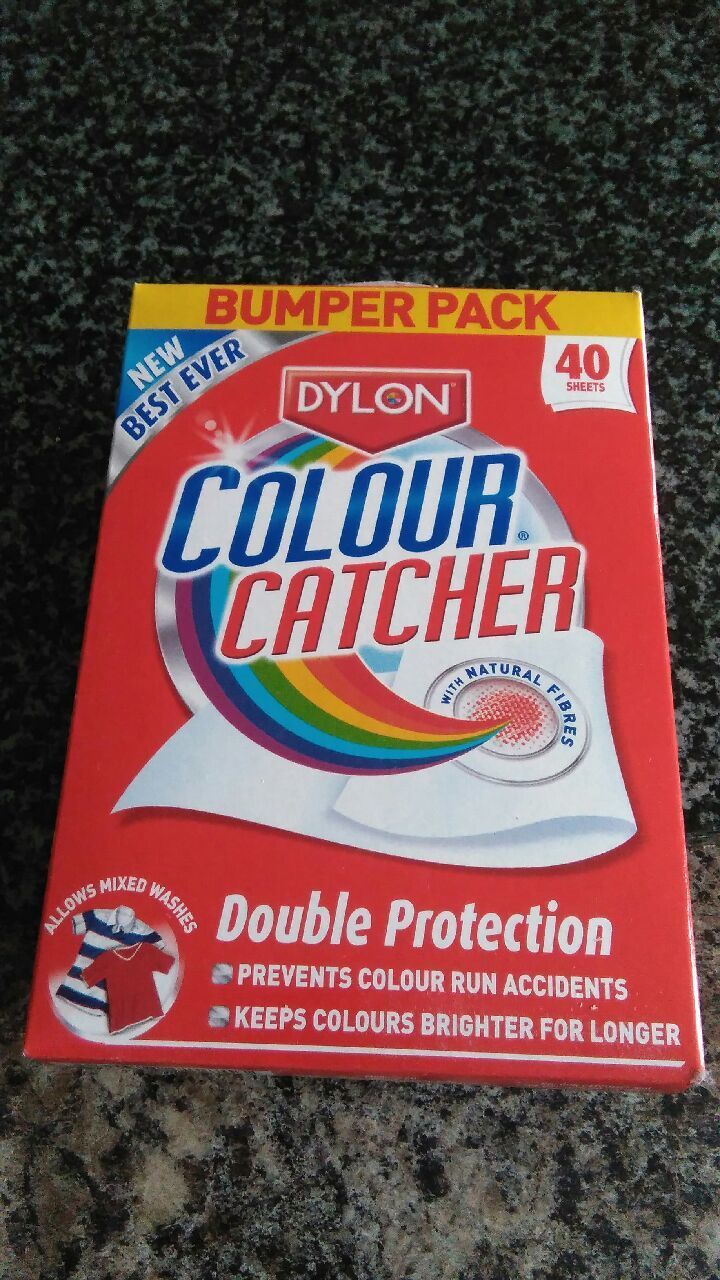 BUMPER PACK
NEW
BEST EVER
40
SHEETS
DYLON®
COLOUR®
CATCHER
WITH NATURAL FIBRES
ALLOWS MIXED WASHES
Double Protection
PREVENTS COLOUR RUN ACCIDENTS
KEEPS COLOURS BRIGHTER FOR LONGER